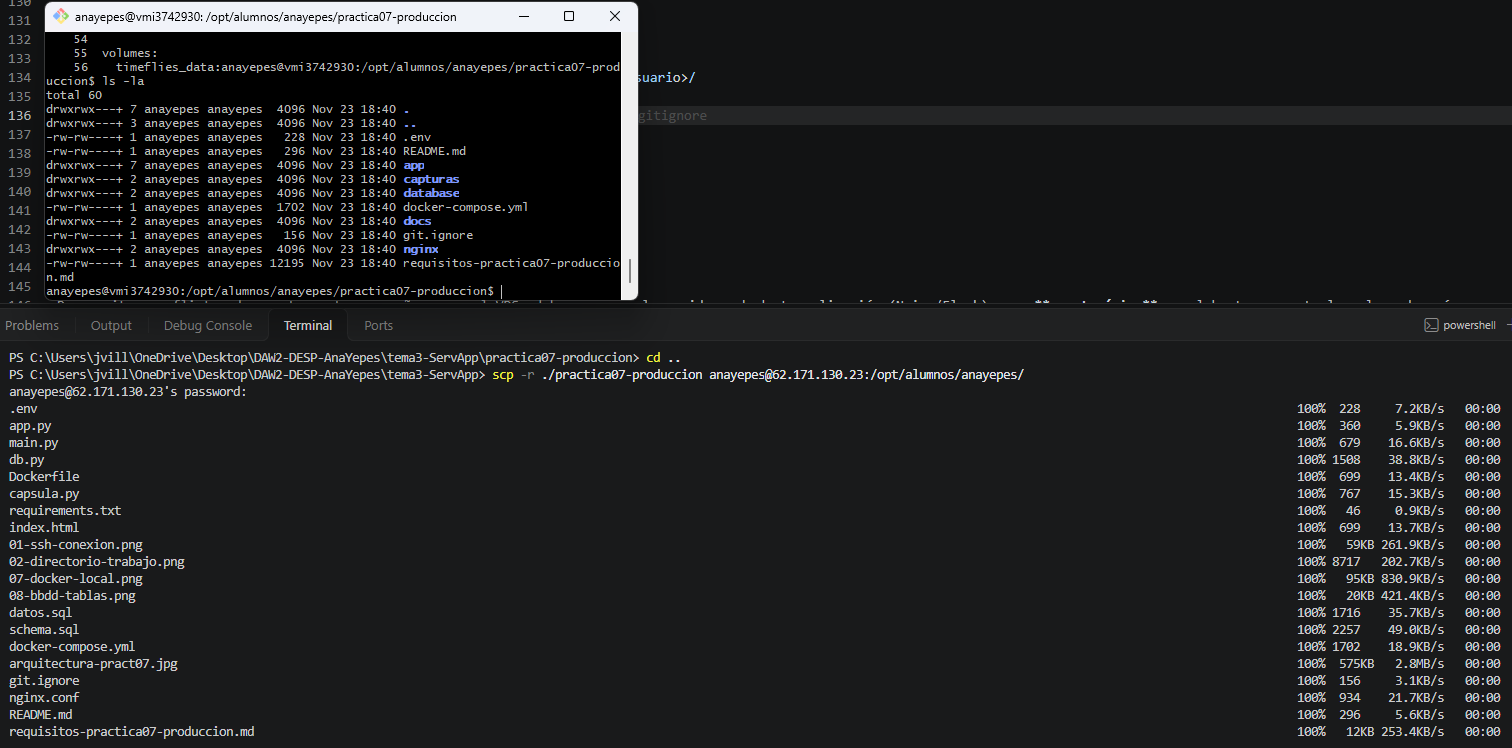 130
131
132
133
134
suario>/
135
136
gitignore
137
138
139
140
141
142
143
144
145
anayepes@vmi3742930: /opt/alumnos/anayepes/practica07-produccion
54
55 volumes:
56 timeflies_data:anayepes@vmi3742930:/opt/alumnos/anayepes/practica07-prod
uccion$ ls -la
total 60
drwxrwx---+ 7 anayepes anayepes 4096 Nov 23 18:40 .
drwxrwx---+ 3 anayepes anayepes 4096 Nov 23 18:40 ..
-rw-rw----+ 1 anayepes anayepes 228 Nov 23 18:40 .env
-rw-rw----+ 1 anayepes anayepes 296 Nov 23 18:40 README.md
drwxrwx---+ 7 anayepes anayepes 4096 Nov 23 18:40 app
drwxrwx---+ 2 anayepes anayepes 4096 Nov 23 18:40 capturas
drwxrwx---+ 2 anayepes anayepes 4096 Nov 23 18:40 database
-rw-rw----+ 1 anayepes anayepes 1702 Nov 23 18:40 docker-compose.yml
drwxrwx---+ 2 anayepes anayepes 4096 Nov 23 18:40 docs
-rw-rw----+ 1 anayepes anayepes 156 Nov 23 18:40 git.ignore
drwxrwx---+ 2 anayepes anayepes 4096 Nov 23 18:40 nginx
-rw-rw----+ 1 anayepes anayepes 12195 Nov 23 18:40 requisitos-practica07-produccio
n.md
anayepes@vmi3742930:/opt/alumnos/anayepes/practica07-produccion$
Problems Output Debug Console Terminal Ports powershell
PS C:\Users\jvill\OneDrive\Desktop\DAW2-DESP-AnaYepes\tema3-ServApp\practica07-produccion> cd ..
PS C:\Users\jvill\OneDrive\Desktop\DAW2-DESP-AnaYepes\tema3-ServApp> scp -r ./practica07-produccion anayepes@62.171.130.23:/opt/alumnos/anayepes/
anayepes@62.171.130.23's password:
.env 100% 228 7.2KB/s 00:00
app.py 100% 360 5.9KB/s 00:00
main.py 100% 679 16.6KB/s 00:00
db.py 100% 1508 38.8KB/s 00:00
Dockerfile 100% 699 13.4KB/s 00:00
capsula.py 100% 767 15.3KB/s 00:00
requirements.txt 100% 46 0.9KB/s 00:00
index.html 100% 699 13.7KB/s 00:00
01-ssh-conexion.png 100% 59KB 261.9KB/s 00:00
02-directorio-trabajo.png 100% 8717 202.7KB/s 00:00
07-docker-local.png 100% 95KB 830.9KB/s 00:00
08-bbdd-tablas.png 100% 20KB 421.4KB/s 00:00
datos.sql 100% 1716 35.7KB/s 00:00
schema.sql 100% 2257 49.0KB/s 00:00
docker-compose.yml 100% 1702 18.9KB/s 00:00
arquitectura-pract07.jpg 100% 575KB 2.8MB/s 00:00
git.ignore 100% 156 3.1KB/s 00:00
nginx.conf 100% 934 21.7KB/s 00:00
README.md 100% 296 5.6KB/s 00:00
requisitos-practica07-produccion.md 100% 12KB 253.4KB/s 00:00